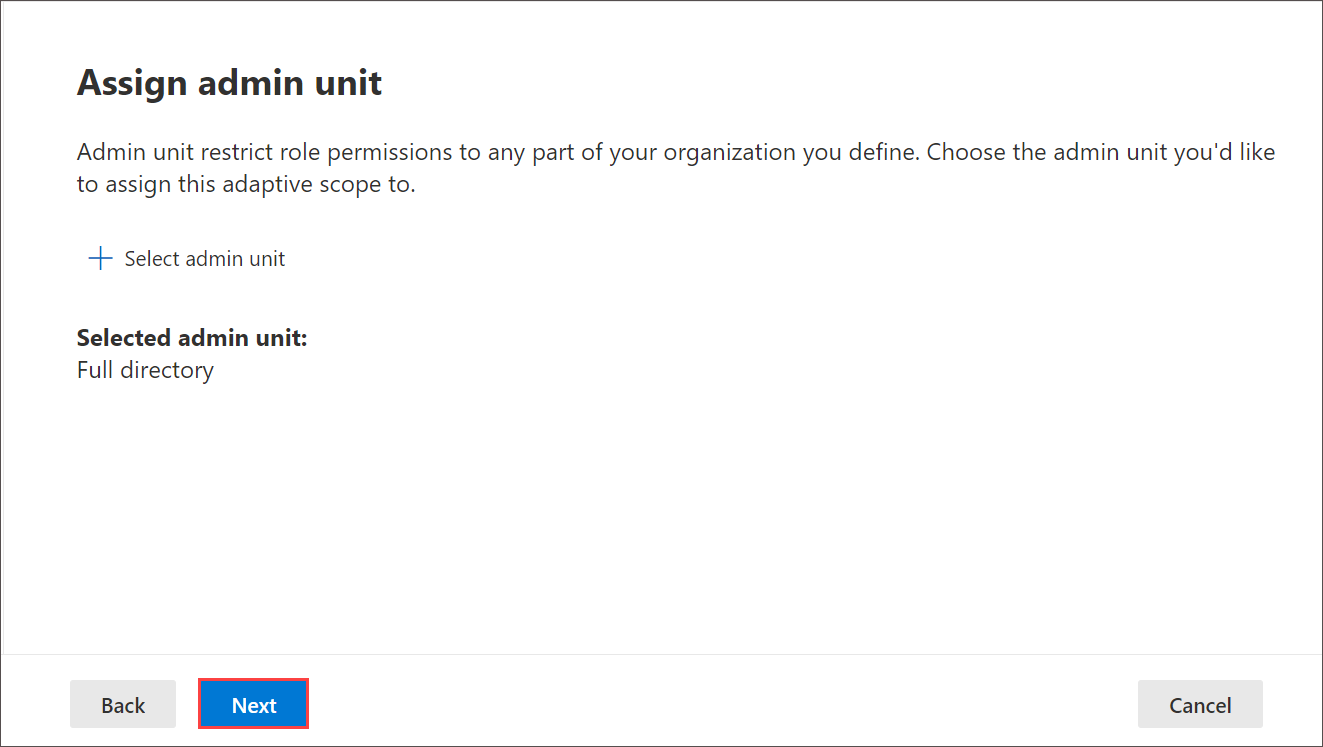 Assign admin unit
Admin unit restrict role permissions to any part of your organization you define. Choose the admin unit you'd like
to assign this adaptive scope to.
Select admin unit
Selected admin unit:
Full directory
Back
Next
Cancel